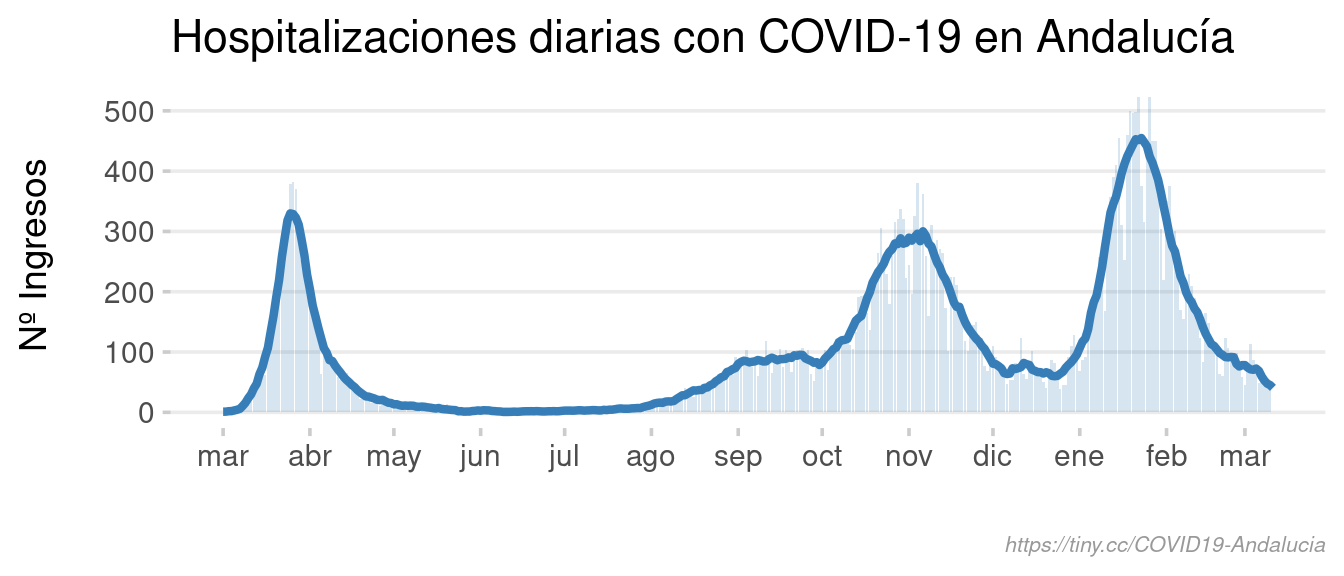 Hospitalizaciones diarias con COVID-19 en Andalucía
Nº Ingresos
500
400
300
200
100
0
mar abr may jun jul ago sep oct nov dic ene feb mar
https://tiny.cc/COVID19-Andalucia